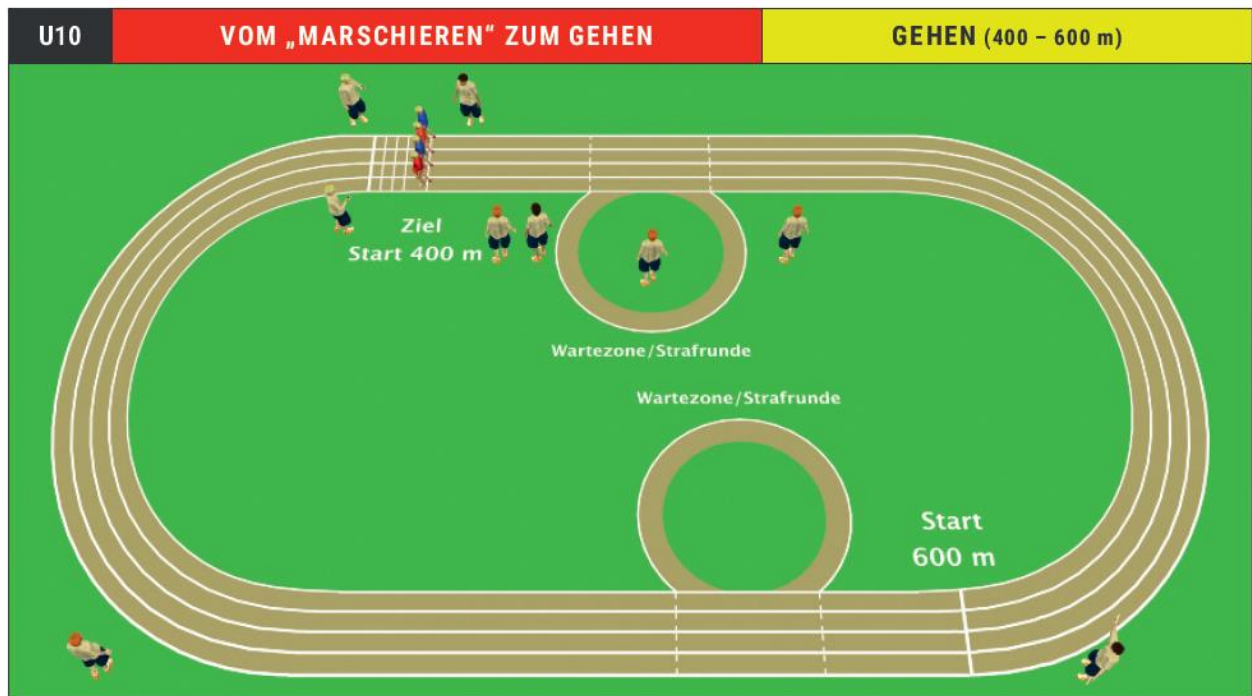 U10
VOM „MARSCHIEREN“ ZUM GEHEN
GEHEN (400 – 600 m)
Ziel
Start 400 m
Wartezone/Strafrunde
Wartezone/Strafrunde
Start
600 m